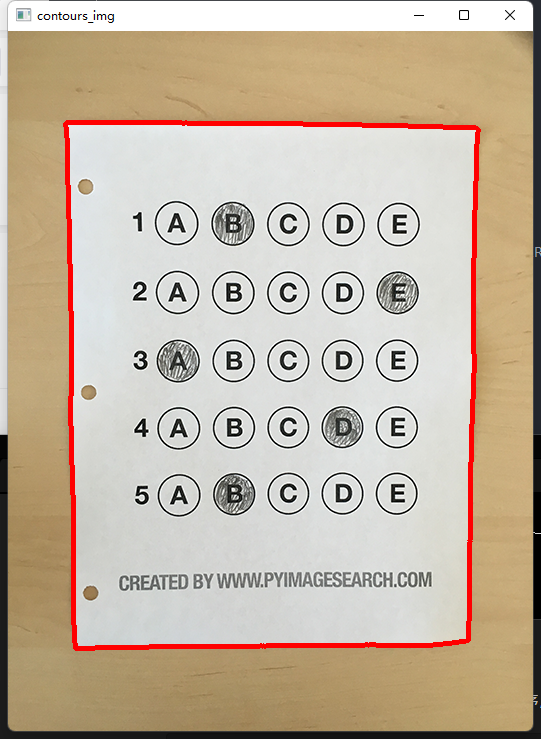 contours_img
1 A B C D E
2 A B C D E
3 A B C D E
4 A B C D E
5 A B C D E
CREATED BY WWW.PYIMAGESEARCH.COM